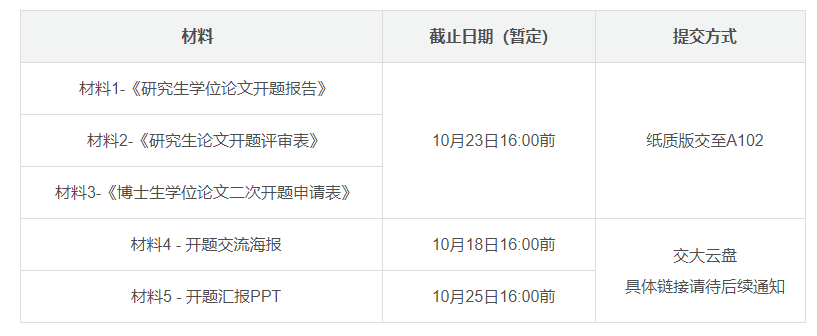 材料 截止日期（暂定） 提交方式
材料1-《研究生学位论文开题报告》
材料2-《研究生论文开题评审表》 10月23日16:00前 纸质版交至A102
材料3-《博士生学位论文二次开题申请表》
材料4 - 开题交流海报 10月18日16:00前
交大云盘
具体链接请待后续通知
材料5 - 开题汇报PPT 10月25日16:00前